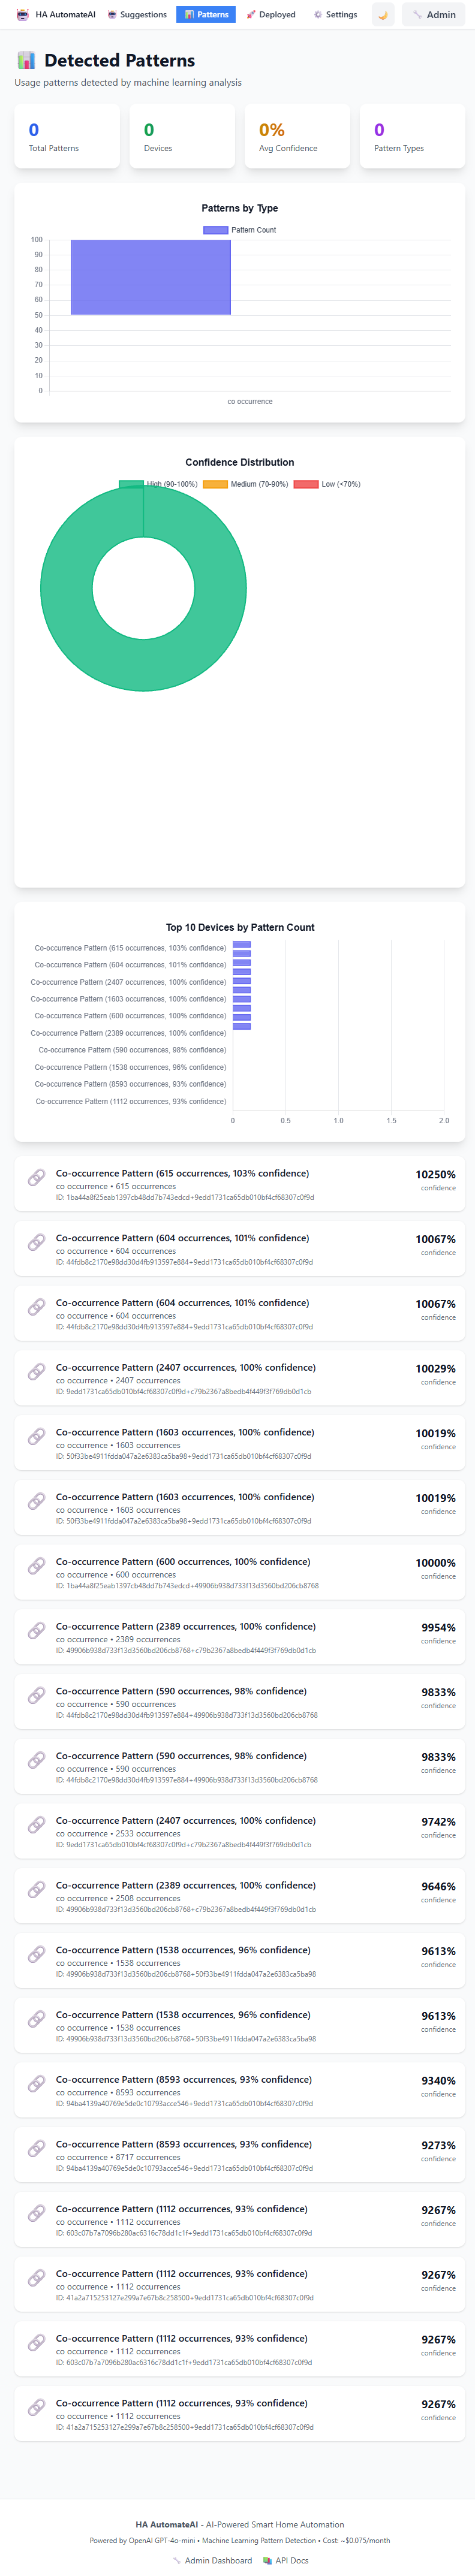 HA AutomateAI
Suggestions
Patterns
Deployed
Settings
Admin
Detected Patterns
Usage patterns detected by machine learning analysis
0
Total Patterns
0
Devices
0%
Avg Confidence
0
Pattern Types
Patterns by Type
Pattern Count
100
90
80
70
60
50
40
30
20
10
0
co occurrence
Confidence Distribution
High (90-100%)
Medium (70-90%)
Low (<70%)
Top 10 Devices by Pattern Count
Co-occurrence Pattern (615 occurrences, 103% confidence)
Co-occurrence Pattern (604 occurrences, 101% confidence)
Co-occurrence Pattern (2407 occurrences, 100% confidence)
Co-occurrence Pattern (1603 occurrences, 100% confidence)
Co-occurrence Pattern (600 occurrences, 100% confidence)
Co-occurrence Pattern (2389 occurrences, 100% confidence)
Co-occurrence Pattern (590 occurrences, 98% confidence)
Co-occurrence Pattern (1538 occurrences, 96% confidence)
Co-occurrence Pattern (8593 occurrences, 93% confidence)
Co-occurrence Pattern (1112 occurrences, 93% confidence)
0 0.5 1.0 1.5 2.0
Co-occurrence Pattern (615 occurrences, 103% confidence)
co occurrence • 615 occurrences
ID: 1ba44a8f25eab1397cb48dd7b743edcd+9edd1731ca65db010bf4cf68307c0f9d
10250%
confidence
Co-occurrence Pattern (604 occurrences, 101% confidence)
co occurrence • 604 occurrences
ID: 44fdb8c2170e98dd30d4fb913597e884+9edd1731ca65db010bf4cf68307c0f9d
10067%
confidence
Co-occurrence Pattern (604 occurrences, 101% confidence)
co occurrence • 604 occurrences
ID: 44fdb8c2170e98dd30d4fb913597e884+9edd1731ca65db010bf4cf68307c0f9d
10067%
confidence
Co-occurrence Pattern (2407 occurrences, 100% confidence)
co occurrence • 2407 occurrences
ID: 9edd1731ca65db010bf4cf68307c0f9d+c79b2367a8bedb4f449f3f769db0d1cb
10029%
confidence
Co-occurrence Pattern (1603 occurrences, 100% confidence)
co occurrence • 1603 occurrences
ID: 50f33be4911fdda047a2e6383ca5ba98+9edd1731ca65db010bf4cf68307c0f9d
10019%
confidence
Co-occurrence Pattern (1603 occurrences, 100% confidence)
co occurrence • 1603 occurrences
ID: 50f33be4911fdda047a2e6383ca5ba98+9edd1731ca65db010bf4cf68307c0f9d
10019%
confidence
Co-occurrence Pattern (600 occurrences, 100% confidence)
co occurrence • 600 occurrences
ID: 1ba44a8f25eab1397cb48dd7b743edcd+49906b938d733f13d3560bd206cb8768
10000%
confidence
Co-occurrence Pattern (2389 occurrences, 100% confidence)
co occurrence • 2389 occurrences
ID: 49906b938d733f13d3560bd206cb8768+c79b2367a8bedb4f449f3f769db0d1cb
9954%
confidence
Co-occurrence Pattern (590 occurrences, 98% confidence)
co occurrence • 590 occurrences
ID: 44fdb8c2170e98dd30d4fb913597e884+49906b938d733f13d3560bd206cb8768
9833%
confidence
Co-occurrence Pattern (590 occurrences, 98% confidence)
co occurrence • 590 occurrences
ID: 44fdb8c2170e98dd30d4fb913597e884+49906b938d733f13d3560bd206cb8768
9833%
confidence
Co-occurrence Pattern (2407 occurrences, 100% confidence)
co occurrence • 2533 occurrences
ID: 9edd1731ca65db010bf4cf68307c0f9d+c79b2367a8bedb4f449f3f769db0d1cb
9742%
confidence
Co-occurrence Pattern (2389 occurrences, 100% confidence)
co occurrence • 2508 occurrences
ID: 49906b938d733f13d3560bd206cb8768+c79b2367a8bedb4f449f3f769db0d1cb
9646%
confidence
Co-occurrence Pattern (1538 occurrences, 96% confidence)
co occurrence • 1538 occurrences
ID: 49906b938d733f13d3560bd206cb8768+50f33be4911fdda047a2e6383ca5ba98
9613%
confidence
Co-occurrence Pattern (1538 occurrences, 96% confidence)
co occurrence • 1538 occurrences
ID: 49906b938d733f13d3560bd206cb8768+50f33be4911fdda047a2e6383ca5ba98
9613%
confidence
Co-occurrence Pattern (8593 occurrences, 93% confidence)
co occurrence • 8593 occurrences
ID: 94ba4139a40769e5de0c10793acce546+9edd1731ca65db010bf4cf68307c0f9d
9340%
confidence
Co-occurrence Pattern (8593 occurrences, 93% confidence)
co occurrence • 8717 occurrences
ID: 94ba4139a40769e5de0c10793acce546+9edd1731ca65db010bf4cf68307c0f9d
9273%
confidence
Co-occurrence Pattern (1112 occurrences, 93% confidence)
co occurrence • 1112 occurrences
ID: 603c07b7a7096b280ac6316c78dd1c1f+9edd1731ca65db010bf4cf68307c0f9d
9267%
confidence
Co-occurrence Pattern (1112 occurrences, 93% confidence)
co occurrence • 1112 occurrences
ID: 41a2a715253127e299a7e67b8c258500+9edd1731ca65db010bf4cf68307c0f9d
9267%
confidence
Co-occurrence Pattern (1112 occurrences, 93% confidence)
co occurrence • 1112 occurrences
ID: 603c07b7a7096b280ac6316c78dd1c1f+9edd1731ca65db010bf4cf68307c0f9d
9267%
confidence
Co-occurrence Pattern (1112 occurrences, 93% confidence)
co occurrence • 1112 occurrences
ID: 41a2a715253127e299a7e67b8c258500+9edd1731ca65db010bf4cf68307c0f9d
9267%
confidence
HA AutomateAI - AI-Powered Smart Home Automation
Powered by OpenAI GPT-4o-mini • Machine Learning Pattern Detection • Cost: ~$0.075/month
Admin Dashboard
API Docs